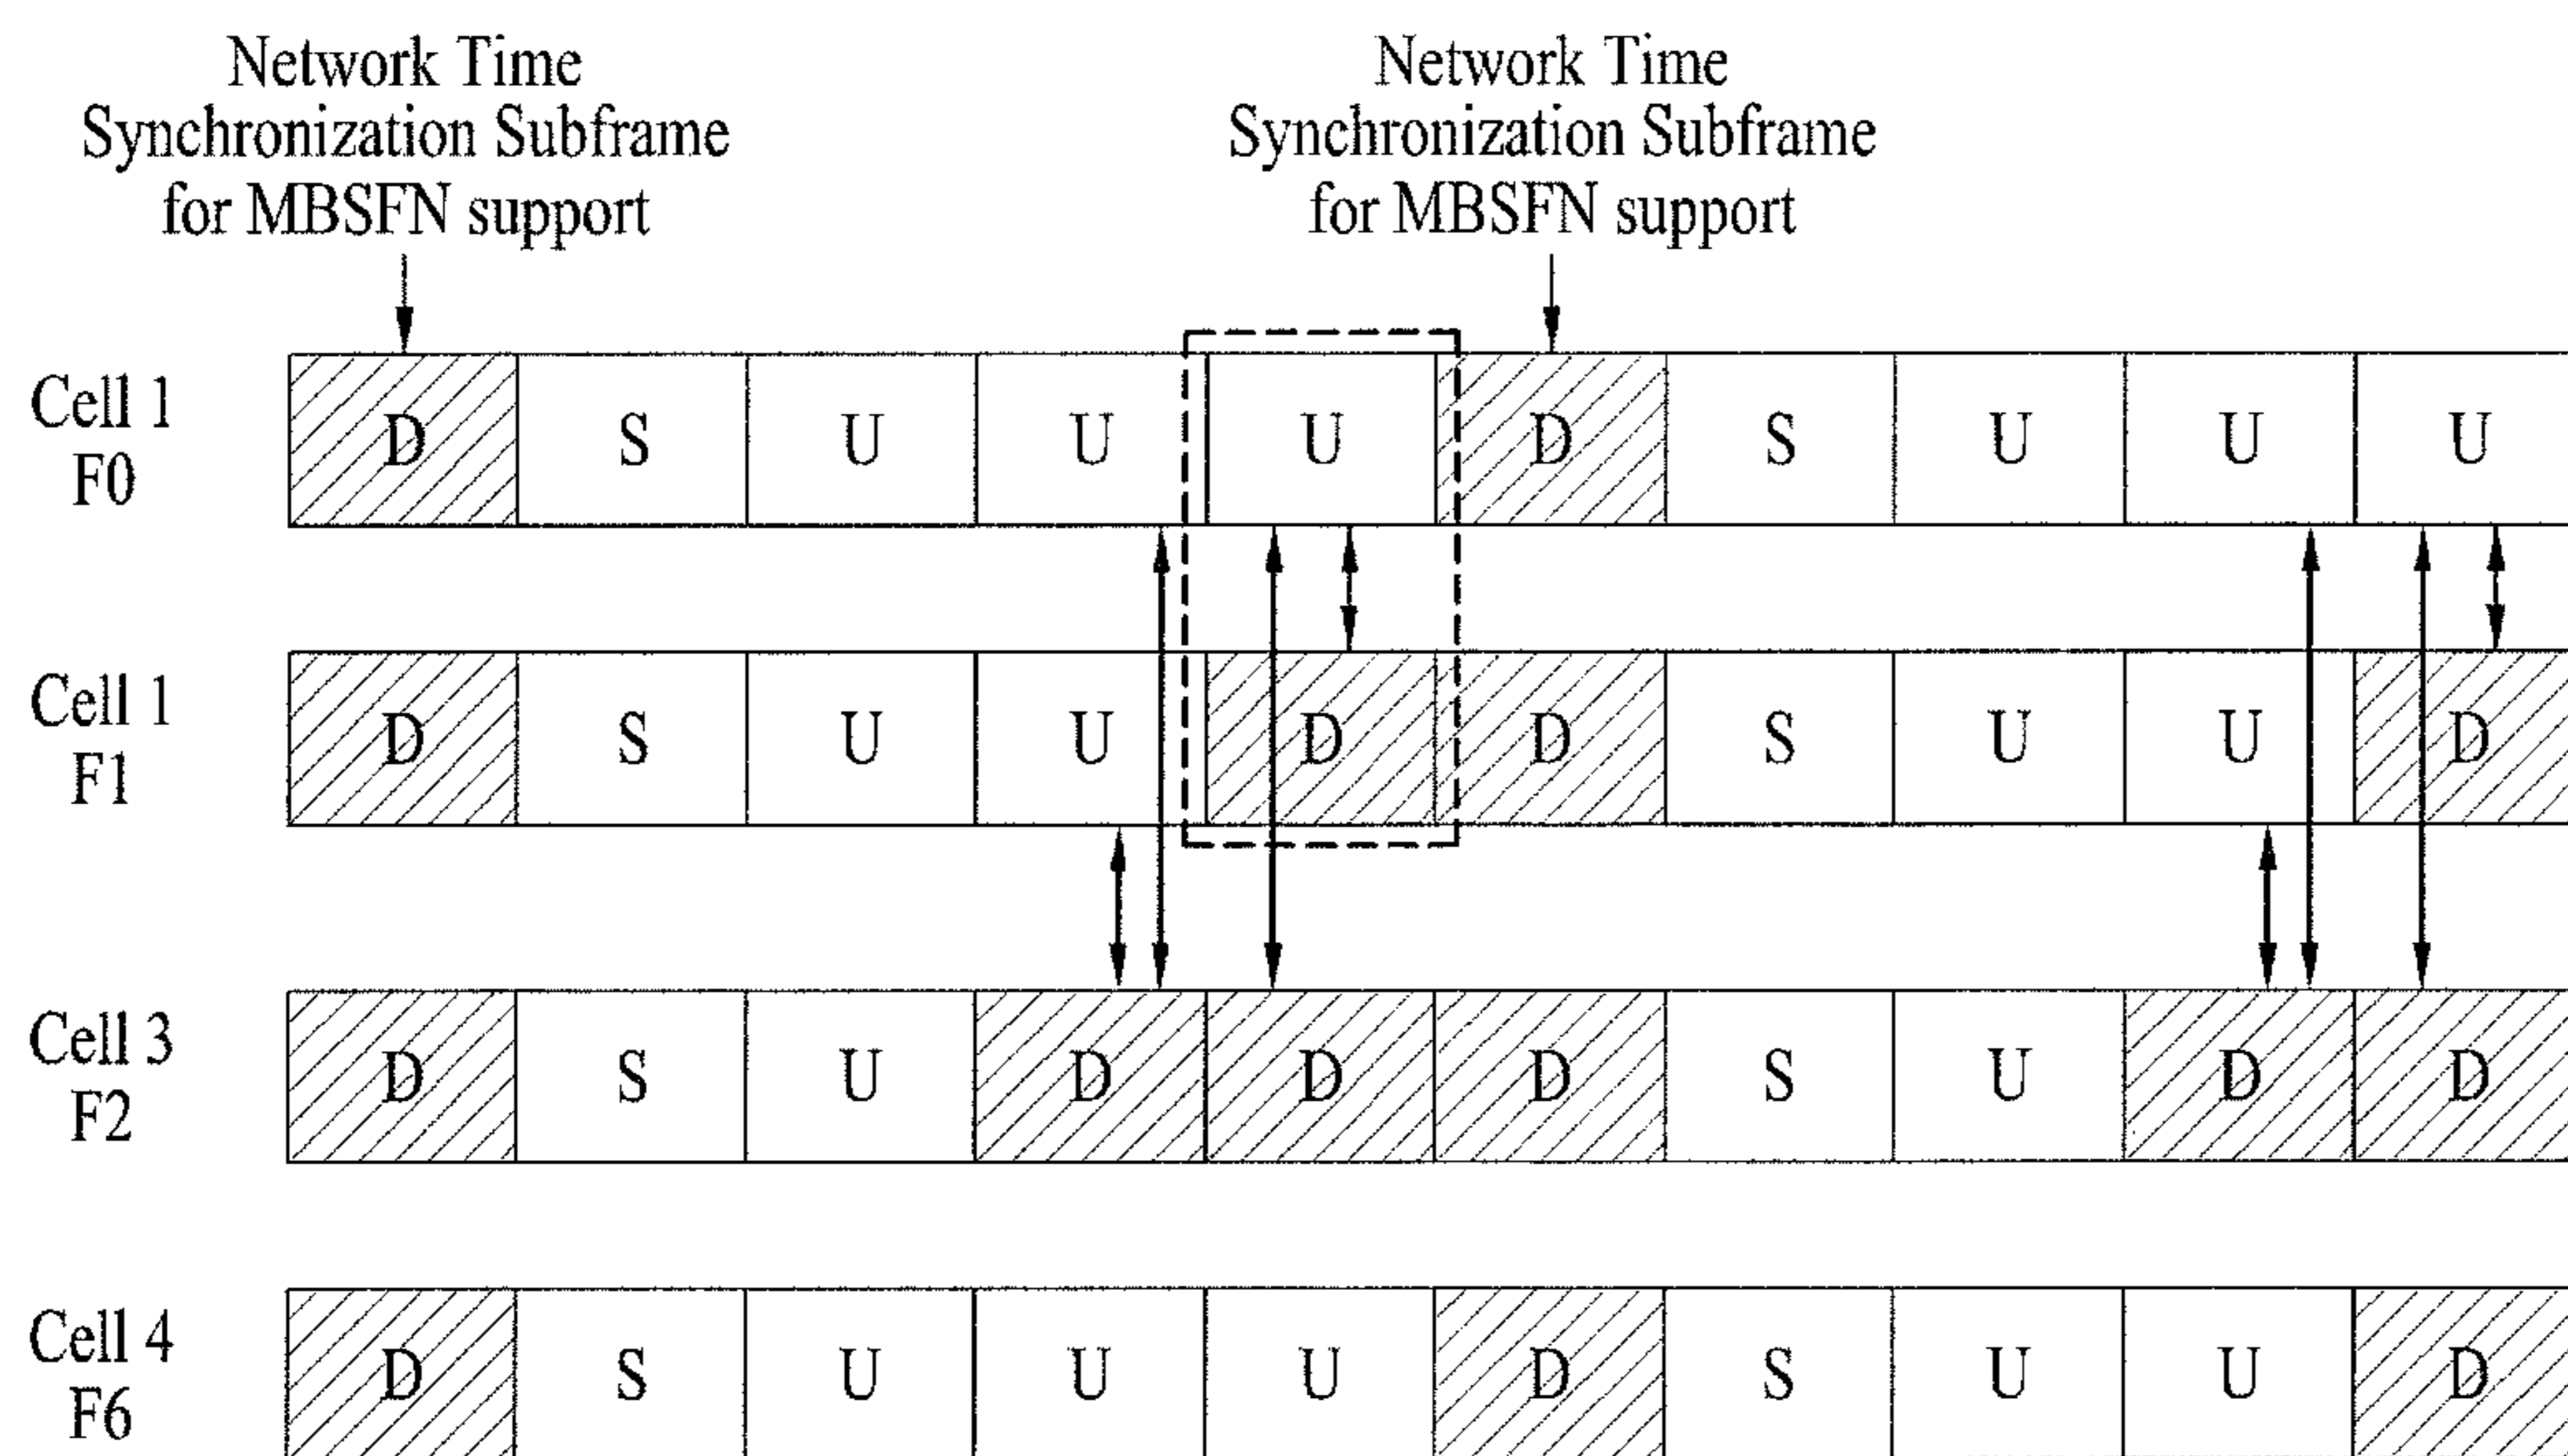 Network Time
Synchronization Subframe
for MBSFN support
Network Time
Synchronization Subframe
for MBSFN support
Cell 1
F0
D S U U U D S U U U
Cell 1
F1
D S U U D D S U U D
Cell 3
F2
D S U D D D S U D D
Cell 4
F6
D S U U U D S U U D